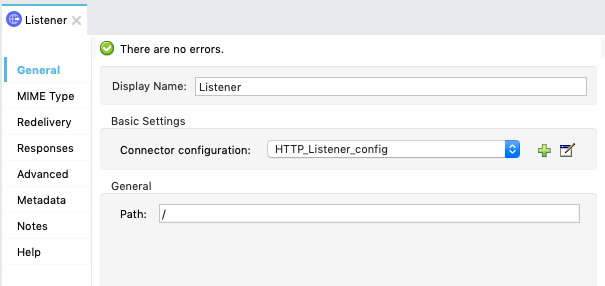 Listener
There are no errors.
General
MIME Type
Redelivery
Responses
Advanced
Metadata
Notes
Help
Display Name: Listener
Basic Settings
Connector configuration: HTTP_Listener_config
General
Path: /